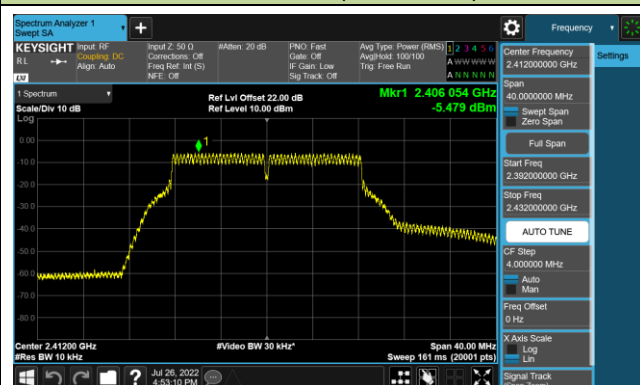 Spectrum Analyzer 1
Swept SA
Frequency
KEYSIGHT
RL
LXI
Input: RF
Coupling: DC
Align: Auto
Input Z: 50 Ω
Corrections: Off
Freq Ref: Int (S)
NFE: Off
#Atten: 20 dB
PNO: Fast
Gate: Off
IF Gain: Low
Sig Track: Off
Avg Type: Power (RMS)
Avg|Hold: 100/100
Trig: Free Run
1 2 3 4 5 6
A W W W W W
A N N N N N
1 Spectrum
Scale/Div 10 dB
Log
Ref Lvl Offset 22.00 dB
Ref Level 10.00 dBm
Mkr1 2.406 054 GHz
-5.479 dBm
1
0.00
-10.0
-20.0
-30.0
-40.0
-50.0
-60.0
-70.0
-80.0
Center 2.41200 GHz
#Res BW 10 kHz
#Video BW 30 kHz*
Span 40.00 MHz
Sweep 161 ms (20001 pts)
Jul 26, 2022
4:53:10 PM
Center Frequency
2.412000000 GHz
Settings
Span
40.0000000 MHz
Swept Span
Zero Span
Full Span
Start Freq
2.392000000 GHz
Stop Freq
2.432000000 GHz
AUTO TUNE
CF Step
4.000000 MHz
Auto
Man
Freq Offset
0 Hz
X Axis Scale
Log
Lin
Signal Track